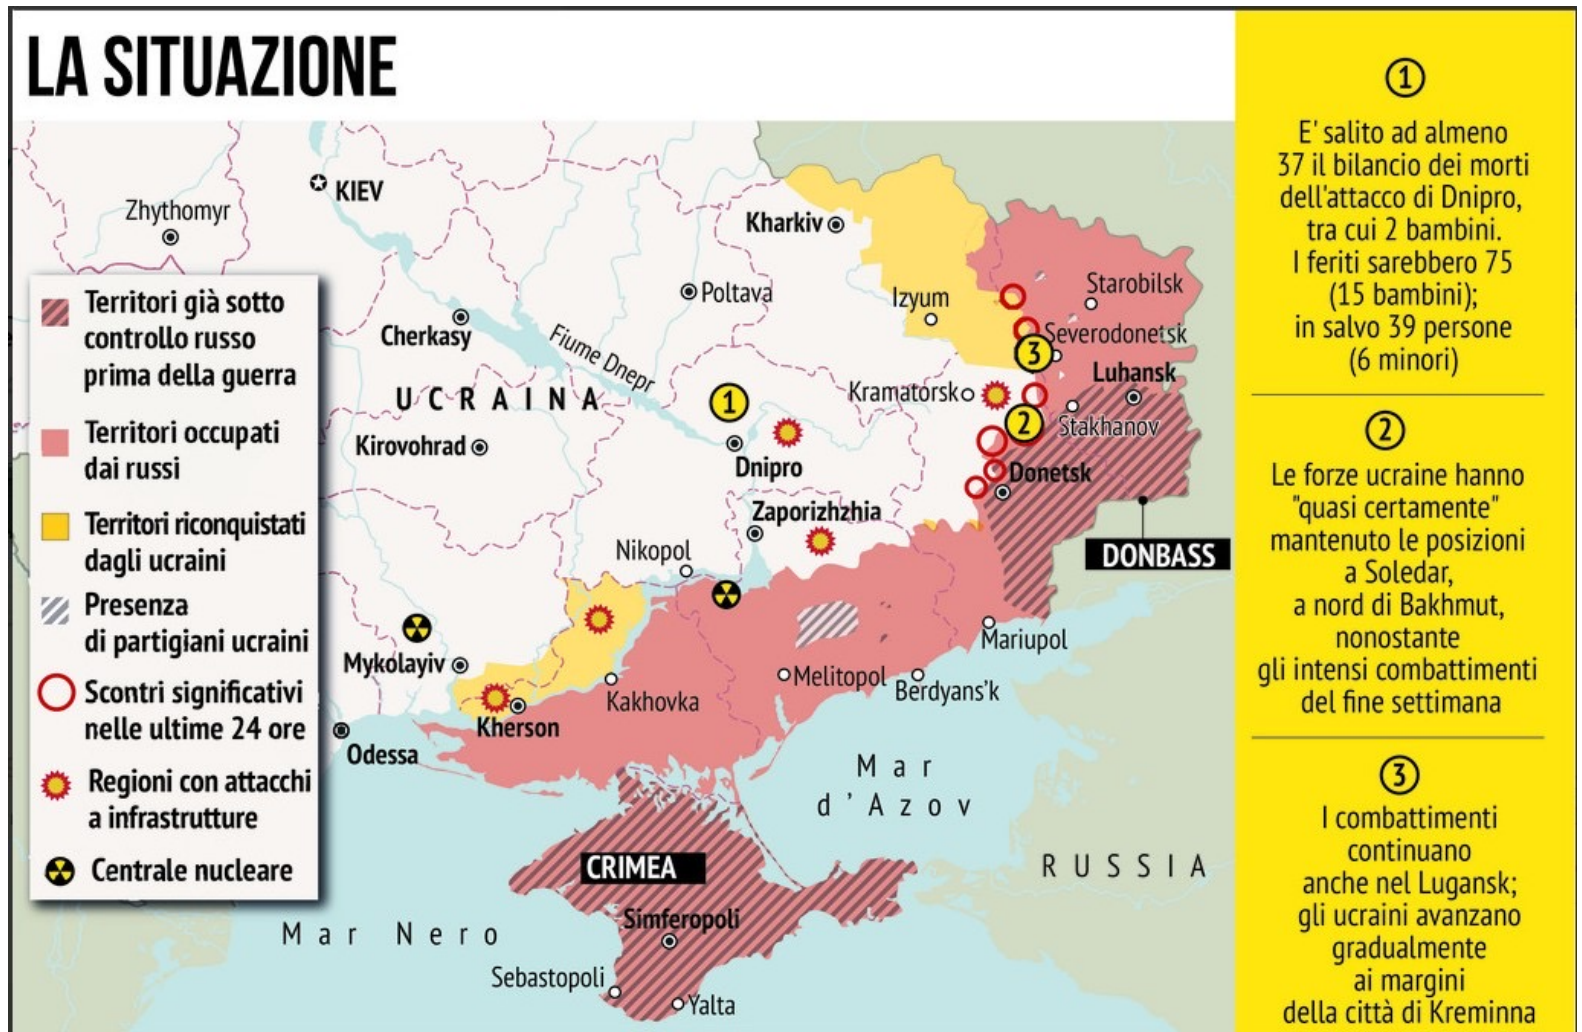 LA SITUAZIONE
KIEV
Zhythomyr
Kharkiv
Poltava
Izyum
Starobilsk
Cherkasy
Fiume Dnepr
Severodonetsk
3
Luhansk
Kramatorsk
UCRAINA
1
2
Stakhanov
Kirovohrad
Dnipro
Donetsk
Zaporizhzhia
Nikopol
DONBASS
Mariupol
Mykolayiv
Melitopol
Berdyans'k
Kakhovka
Kherson
Odessa
Mar
d'Azov
CRIMEA
RUSSIA
Simferopoli
Mar Nero
Sebastopoli
Yalta
Territori già sotto
controllo russo
prima della guerra
Territori occupati
dai russi
Territori riconquistati
dagli ucraini
Presenza
di partigiani ucraini
Scontri significativi
nelle ultime 24 ore
Regioni con attacchi
a infrastrutture
Centrale nucleare
1
E' salito ad almeno
37 il bilancio dei morti
dell'attacco di Dnipro,
tra cui 2 bambini.
I feriti sarebbero 75
(15 bambini);
in salvo 39 persone
(6 minori)
2
Le forze ucraine hanno
"quasi certamente"
mantenuto le posizioni
a Soledar,
a nord di Bakhmut,
nonostante
gli intensi combattimenti
del fine settimana
3
I combattimenti
continuano
anche nel Lugansk;
gli ucraini avanzano
gradualmente
ai margini
della città di Kreminna